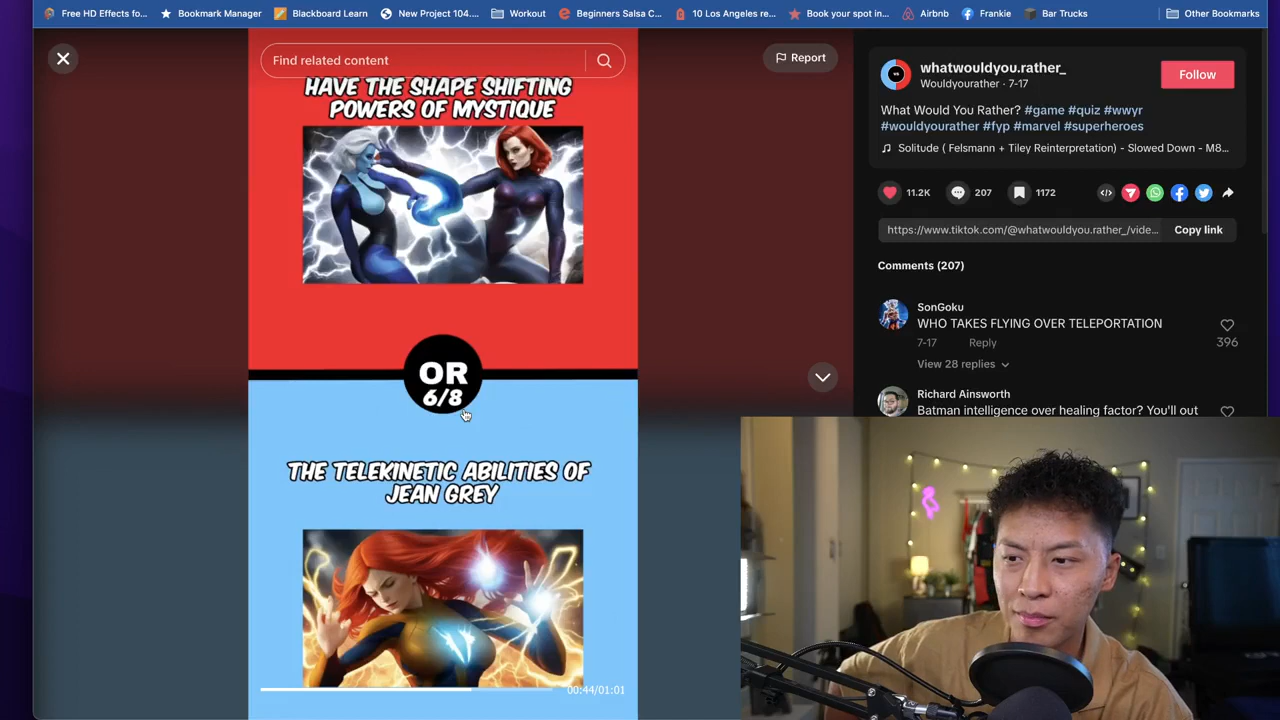 Free HD Effects fo...
Bookmark Manager
Blackboard Learn
New Project 104....
Workout
Beginners Salsa C...
10 Los Angeles re...
Book your spot in...
Airbnb
Frankie
Bar Trucks
Other Bookmarks
Find related content
Report
HAVE THE SHAPE SHIFTING
POWERS OF MYSTIQUE
OR
6/8
THE TELEKINETIC ABILITIES OF
JEAN GREY
00:44/01:01
whatwouldyou.rather_
Wouldyourather · 7-17
Follow
What Would You Rather? #game #quiz #wwyr
#wouldyourather #fyp #marvel #superheroes
Solitude ( Felsmann + Tiley Reinterpretation) - Slowed Down - M8...
11.2K
207
1172
https://www.tiktok.com/@whatwouldyou.rather_/vide...
Copy link
Comments (207)
SonGoku
WHO TAKES FLYING OVER TELEPORTATION
7-17
Reply
396
View 28 replies
Richard Ainsworth
Batman intelligence over healing factor? You'll out